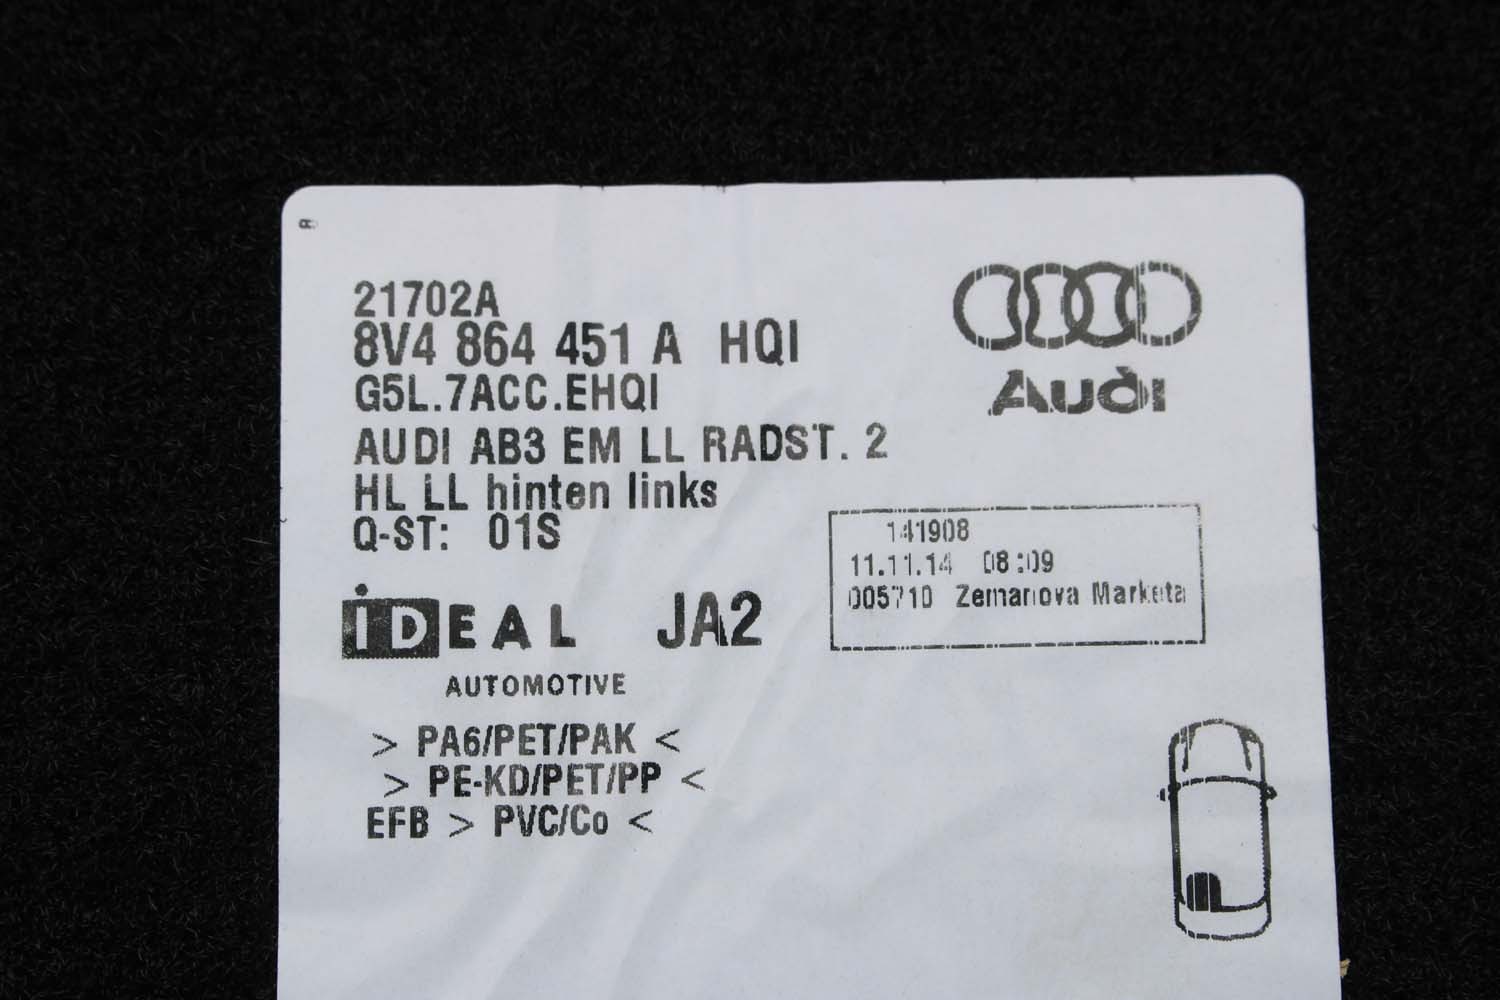 21702A
8V4 864 451 A HQI
G5L.7ACC.EHQI
AUDI AB3 EM LL RADST. 2
HL LL hinten links
Q-ST: 01S
Audi
141908
11.11.14 08:09
005710 Zemanova Marketa
iDEAL JA2
AUTOMOTIVE
> PA6/PET/PAK <
> PE-KD/PET/PP <
EFB > PVC/Co <